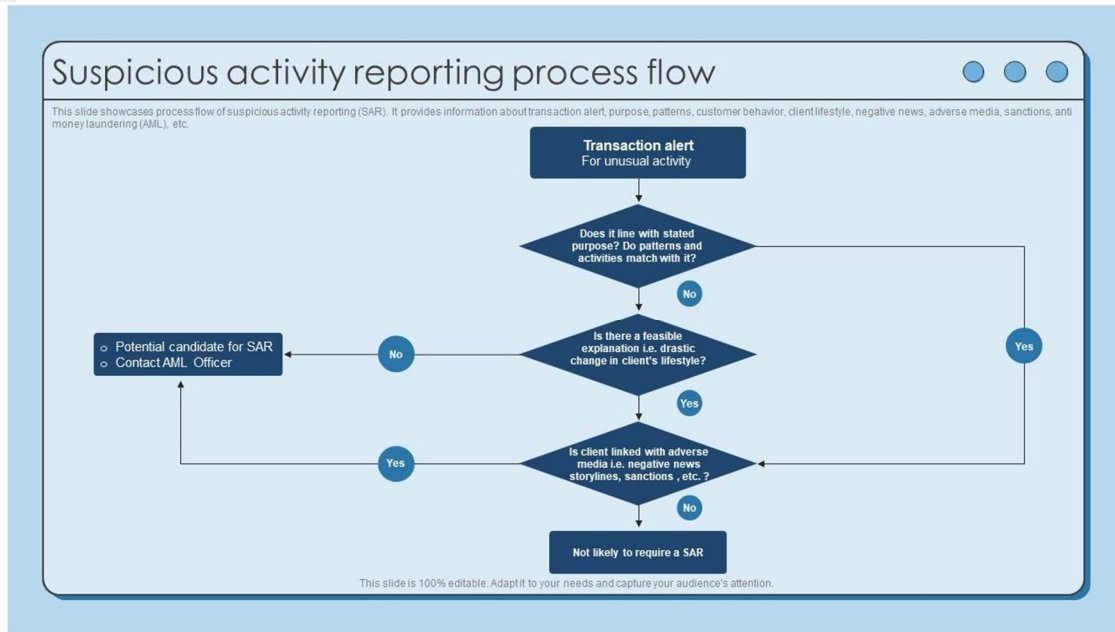 Suspicious activity reporting process flow
This slide showcases process flow of suspicious activity reporting (SAR). It provides information about transaction alert, purpose, patterns, customer behavior, client lifestyle, negative news, adverse media, sanctions, anti
money laundering (AML), etc.
Transaction alert
For unusual activity
Does it line with stated
purpose? Do patterns and
activities match with it?
No
Is there a feasible
explanation i.e. drastic
change in client's lifestyle?
No
Yes
Potential candidate for SAR
Contact AML Officer
Yes
Is client linked with adverse
media i.e. negative news
storylines, sanctions , etc. ?
Yes
No
Not likely to require a SAR
This slide is 100% editable. Adapt it to your needs and capture your audience's attention.